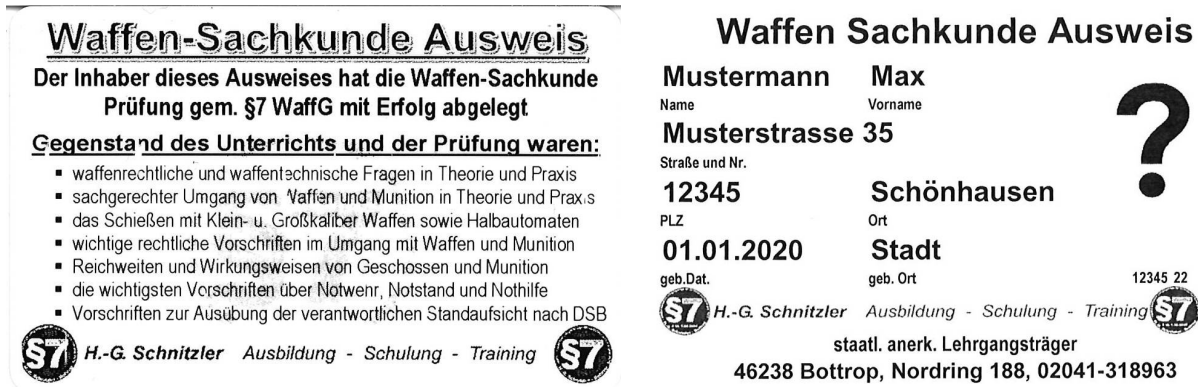 Waffen-Sachkunde Ausweis
Der Inhaber dieses Ausweises hat die Waffen-Sachkunde
Prüfung gem. §7 WaffG mit Erfolg abgelegt
Gegenstand des Unterrichts und der Prüfung waren:
▪ waffenrechtliche und waffentechnische Fragen in Theorie und Praxis
▪ sachgerechter Umgang von Waffen und Munition in Theorie und Praxis
▪ das Schießen mit Klein- u. Großkaliber Waffen sowie Halbautomaten
▪ wichtige rechtliche Vorschriften im Umgang mit Waffen und Munition
▪ Reichweiten und Wirkungsweisen von Geschossen und Munition
▪ die wichtigsten Vorschriften über Notwenr, Notstand und Nothilfe
▪ Vorschriften zur Ausübung der verantwortlichen Standaufsicht nach DSB
§7 H.-G. Schnitzler Ausbildung - Schulung - Training §7
Waffen Sachkunde Ausweis
Mustermann Max
Name Vorname
Musterstrasse 35
Straße und Nr.
?
12345 Schönhausen
PLZ Ort
01.01.2020 Stadt
geb.Dat. geb. Ort 12345 22
§7 H.-G. Schnitzler Ausbildung - Schulung - Training §7
staatl. anerk. Lehrgangsträger
46238 Bottrop, Nordring 188, 02041-318963